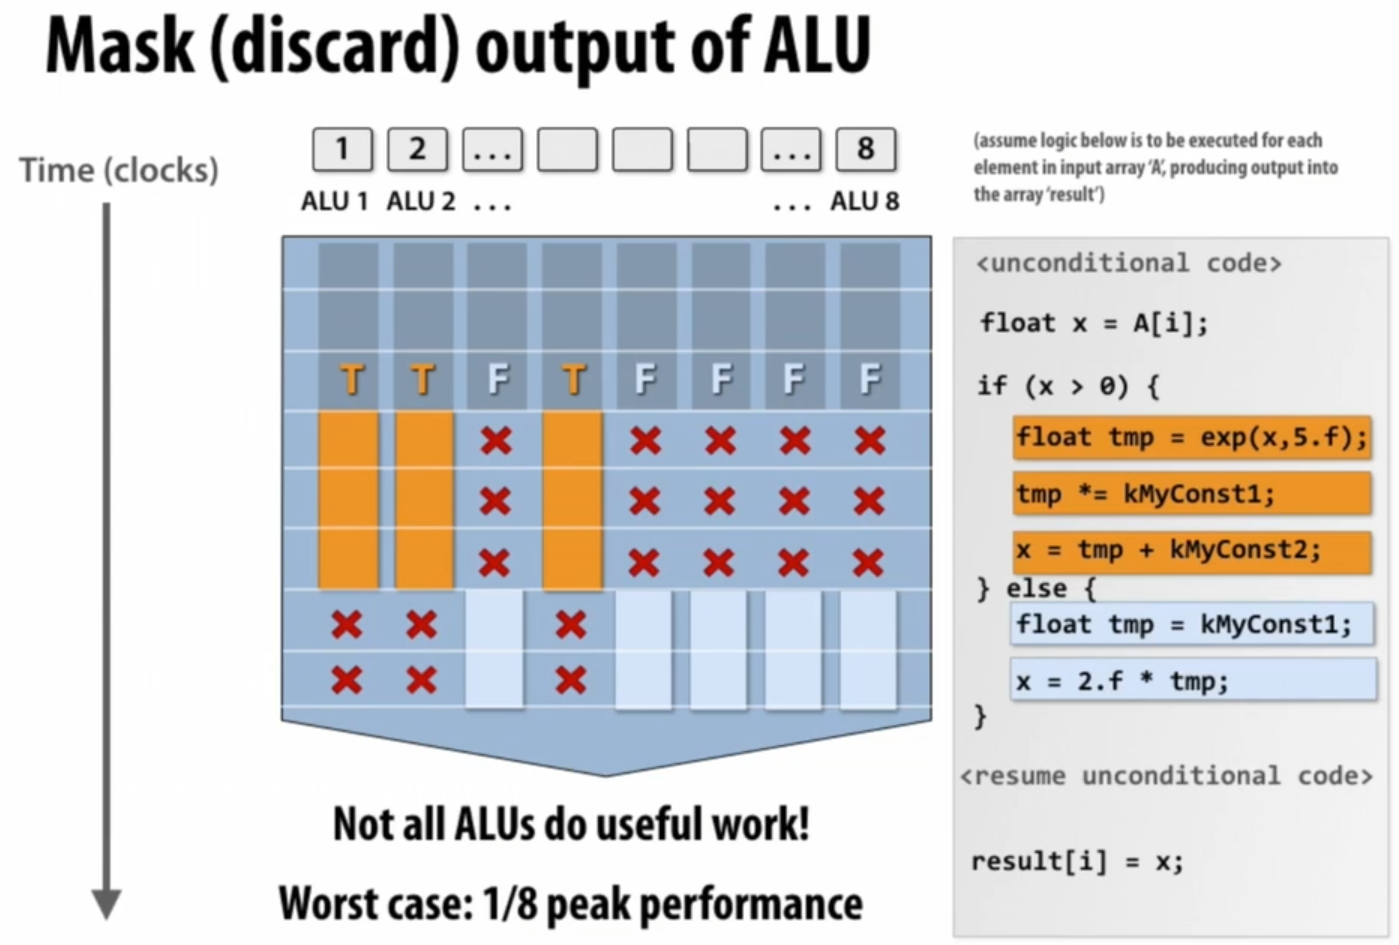 Mask (discard) output of ALU
Time (clocks)
1 2 ... ... 8
ALU 1 ALU 2 ... ... ALU 8
(assume logic below is to be executed for each
element in input array ‘A’, producing output into
the array ‘result’)
T T F T F F F F
<unconditional code>
float x = A[i];
if (x > 0) {
float tmp = exp(x,5.f);
tmp *= kMyConst1;
x = tmp + kMyConst2;
} else {
float tmp = kMyConst1;
x = 2.f * tmp;
}
<resume unconditional code>
result[i] = x;
Not all ALUs do useful work!
Worst case: 1/8 peak performance